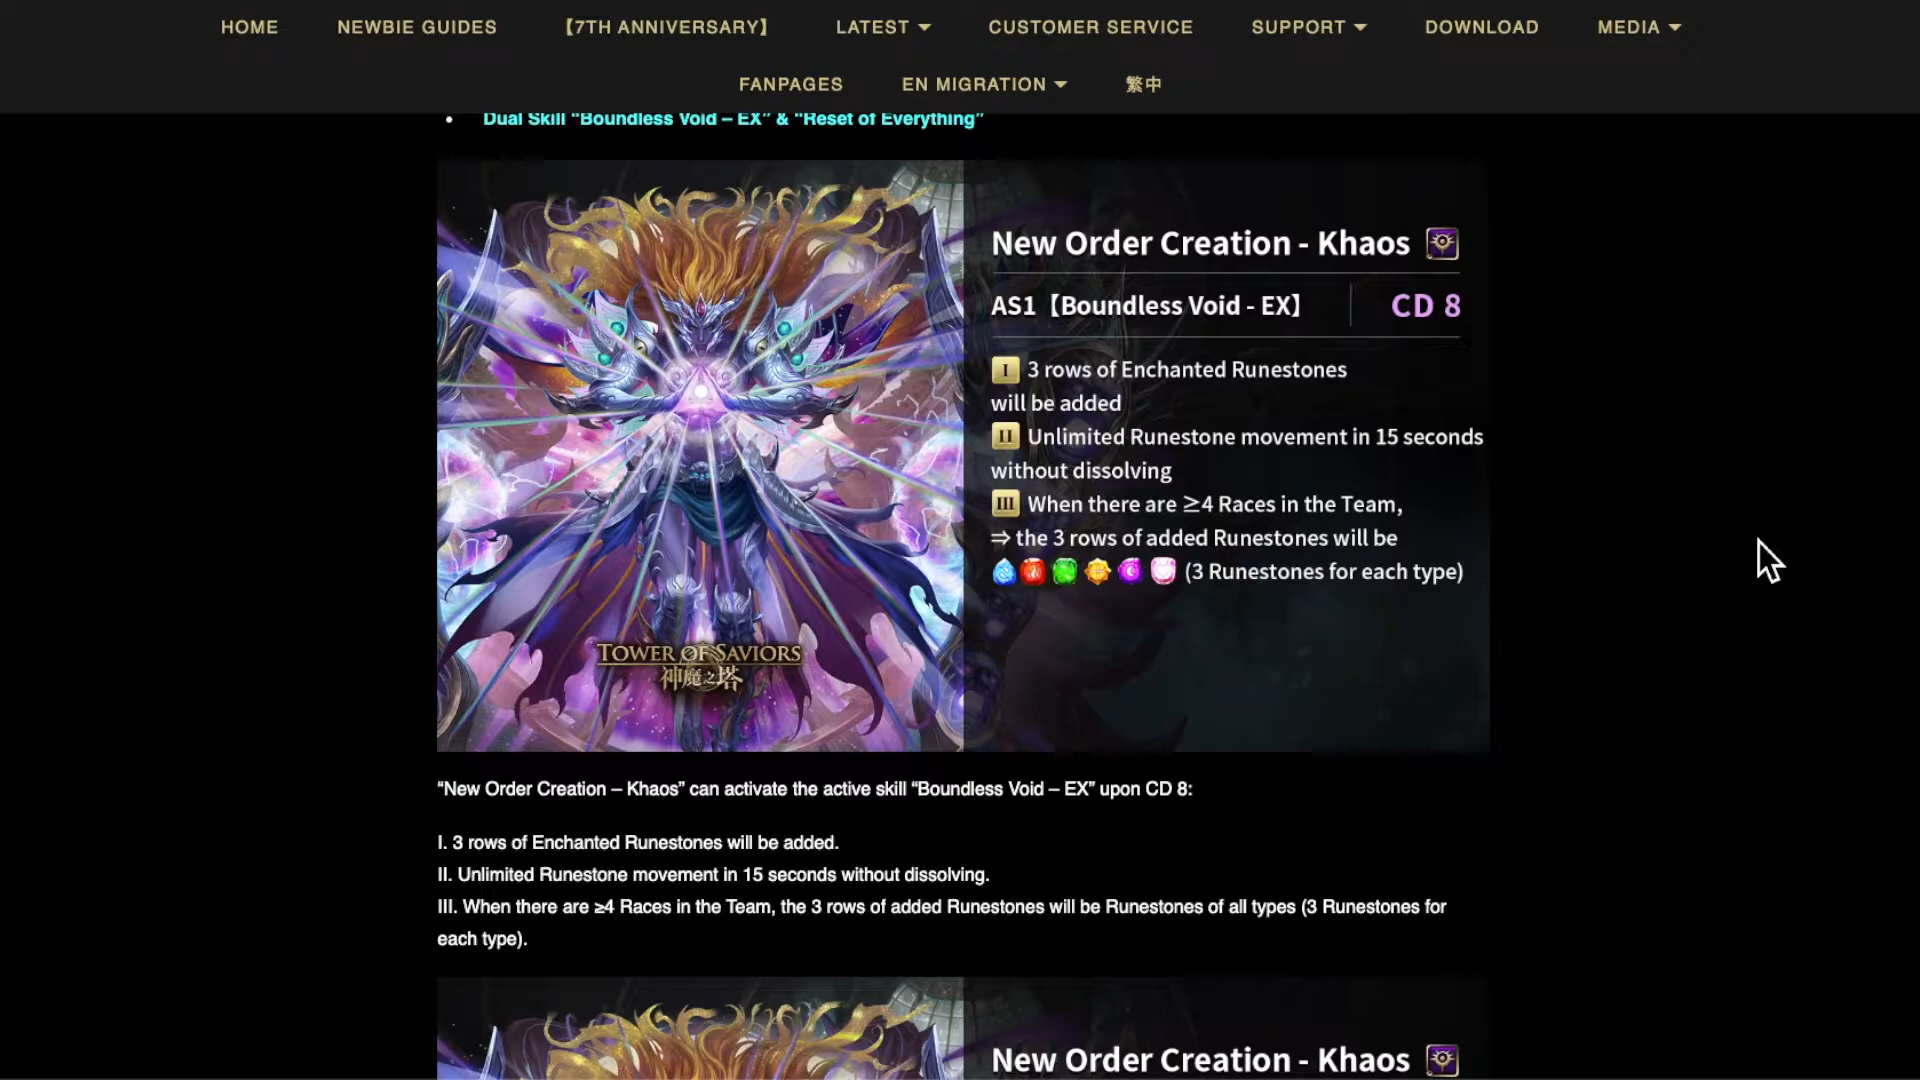 HOME NEWBIE GUIDES 【7TH ANNIVERSARY】 LATEST CUSTOMER SERVICE SUPPORT DOWNLOAD MEDIA
FANPAGES EN MIGRATION 繁中
• Dual Skill “Boundless Void – EX” & “Reset of Everything”
New Order Creation - Khaos
AS1【Boundless Void - EX】 CD 8
I 3 rows of Enchanted Runestones
will be added
II Unlimited Runestone movement in 15 seconds
without dissolving
III When there are ≥4 Races in the Team,
⇒ the 3 rows of added Runestones will be
(3 Runestones for each type)
TOWER OF SAVIORS
神魔之塔
“New Order Creation – Khaos” can activate the active skill “Boundless Void – EX” upon CD 8:
I. 3 rows of Enchanted Runestones will be added.
II. Unlimited Runestone movement in 15 seconds without dissolving.
III. When there are ≥4 Races in the Team, the 3 rows of added Runestones will be Runestones of all types (3 Runestones for
each type).
New Order Creation - Khaos